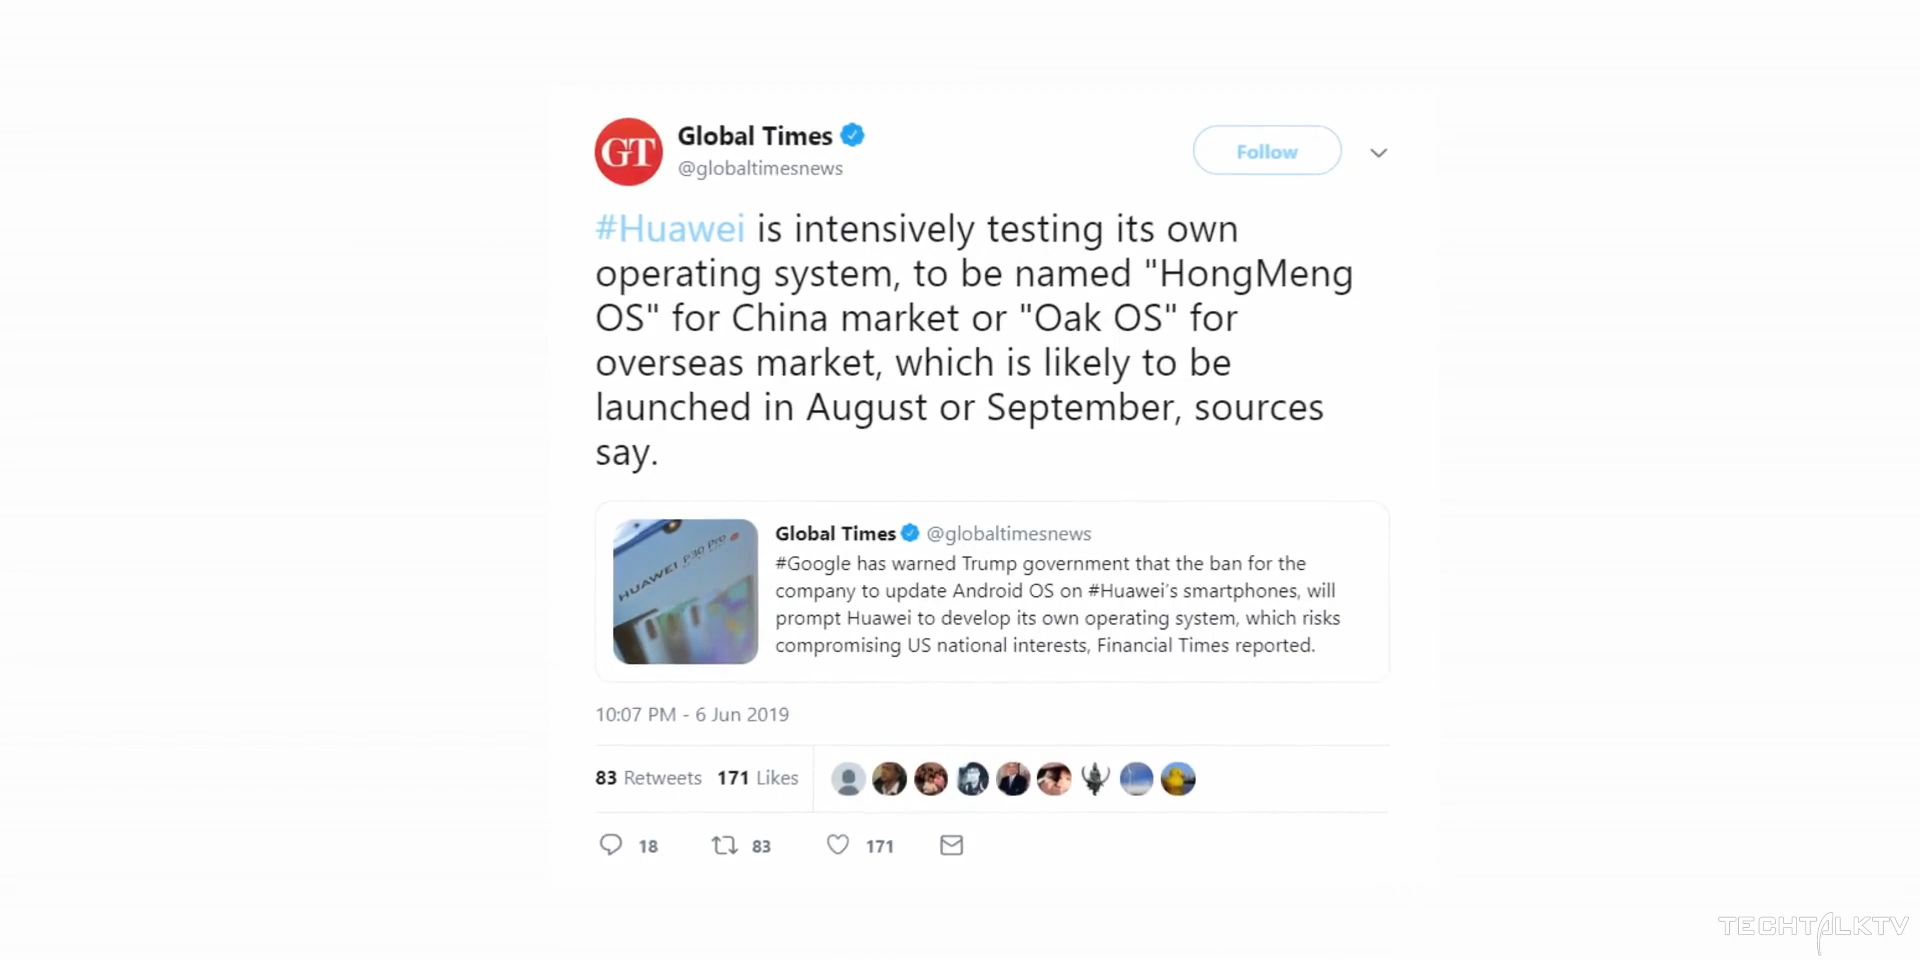 GT
Global Times
@globaltimesnews
Follow
#Huawei is intensively testing its own
operating system, to be named "HongMeng
OS" for China market or "Oak OS" for
overseas market, which is likely to be
launched in August or September, sources
say.
HUAWEI P30 Pro
Global Times @globaltimesnews
#Google has warned Trump government that the ban for the
company to update Android OS on #Huawei's smartphones, will
prompt Huawei to develop its own operating system, which risks
compromising US national interests, Financial Times reported.
10:07 PM - 6 Jun 2019
83 Retweets 171 Likes
18 83 171
TECHTALKTV